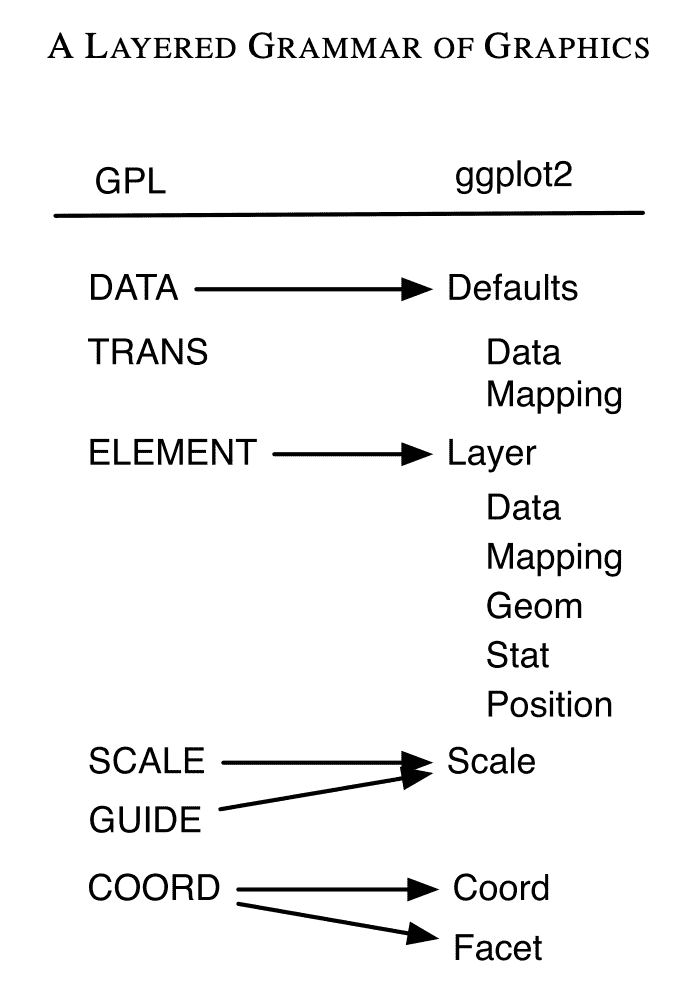 A LAYERED GRAMMAR OF GRAPHICS
GPL ggplot2
DATA Defaults
TRANS Data
Mapping
ELEMENT Layer
Data
Mapping
Geom
Stat
Position
SCALE Scale
GUIDE
COORD Coord
Facet